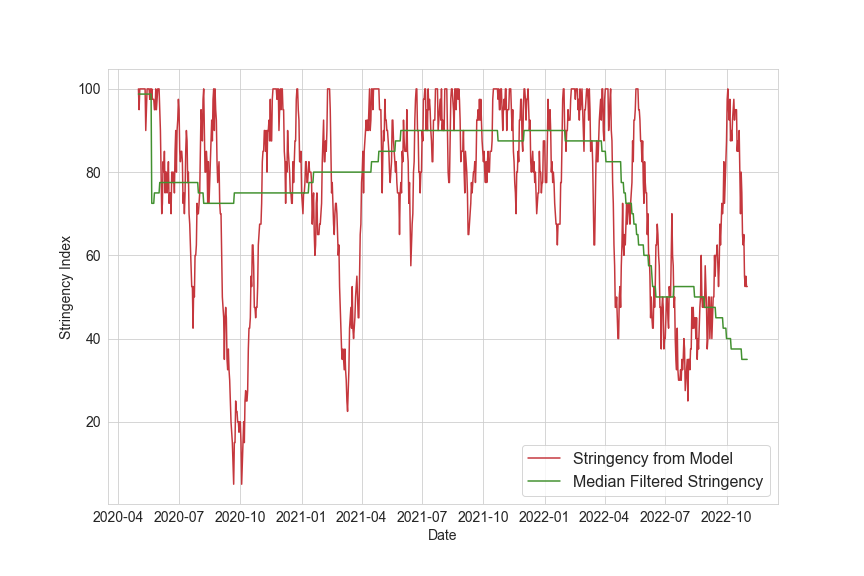 100
80
60
40
20
Stringency Index
Stringency from Model
Median Filtered Stringency
2020-04 2020-07 2020-10 2021-01 2021-04 2021-07 2021-10 2022-01 2022-04 2022-07 2022-10
Date